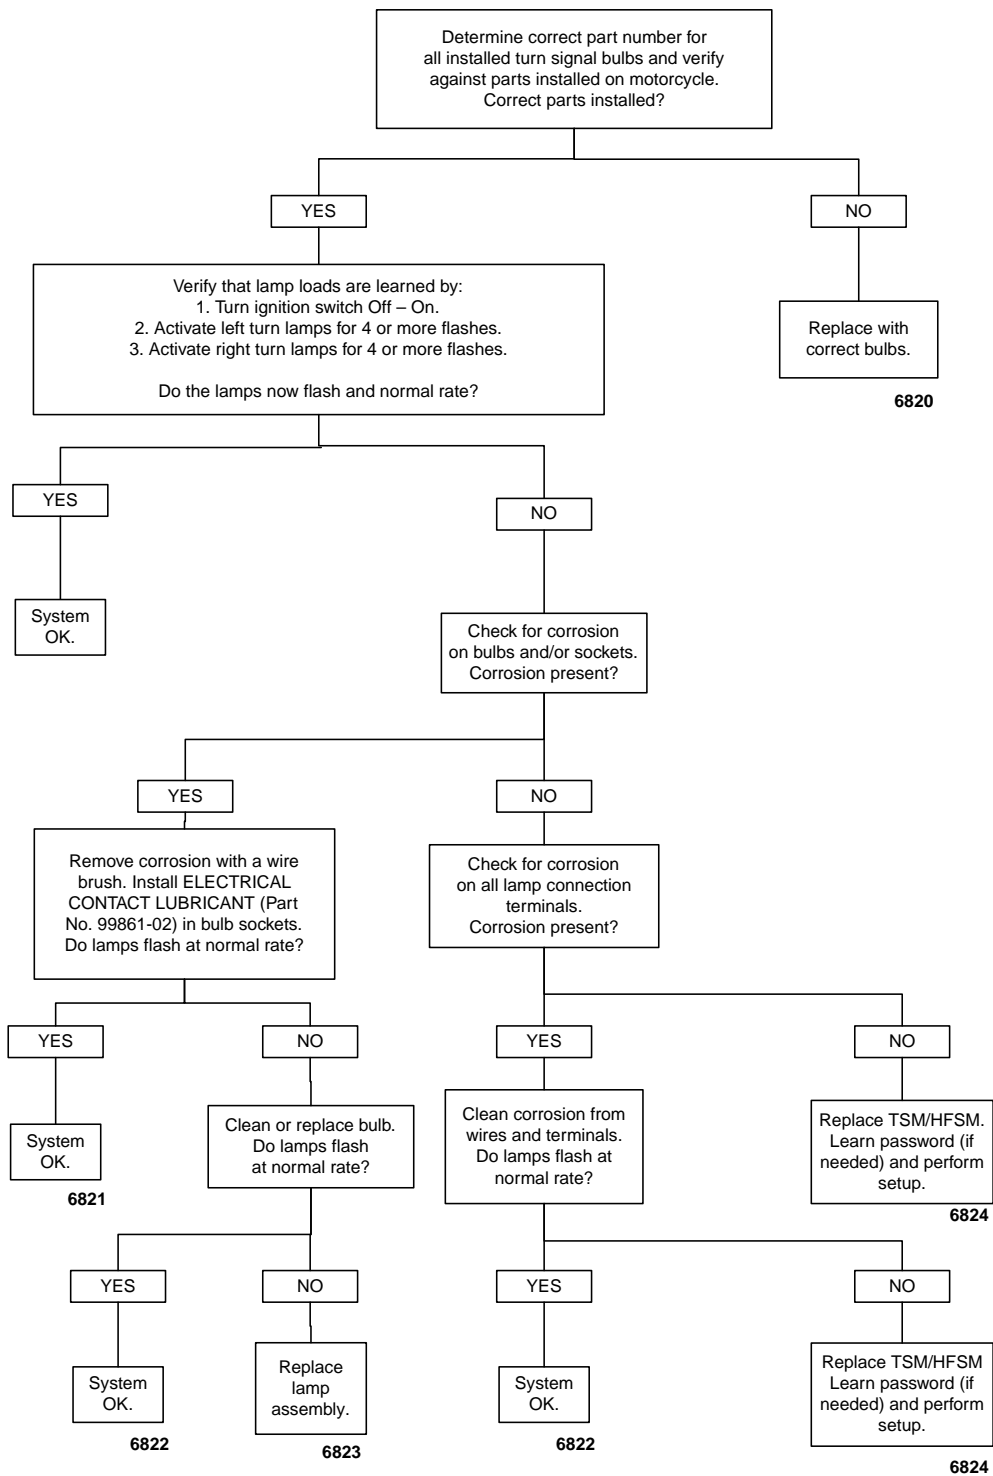 Determine correct part number for
all installed turn signal bulbs and verify
against parts installed on motorcycle.
Correct parts installed?
YES
NO
Verify that lamp loads are learned by:
1. Turn ignition switch Off – On.
2. Activate left turn lamps for 4 or more flashes.
3. Activate right turn lamps for 4 or more flashes.
Do the lamps now flash and normal rate?
Replace with
correct bulbs.
6820
YES
NO
System
OK.
Check for corrosion
on bulbs and/or sockets.
Corrosion present?
YES
NO
Remove corrosion with a wire
brush. Install ELECTRICAL
CONTACT LUBRICANT (Part
No. 99861-02) in bulb sockets.
Do lamps flash at normal rate?
Check for corrosion
on all lamp connection
terminals.
Corrosion present?
YES
NO
YES
NO
System
OK.
6821
Clean or replace bulb.
Do lamps flash
at normal rate?
Clean corrosion from
wires and terminals.
Do lamps flash at
normal rate?
Replace TSM/HFSM.
Learn password (if
needed) and perform
setup.
6824
YES
NO
YES
NO
System
OK.
6822
Replace
lamp
assembly.
6823
System
OK.
6822
Replace TSM/HFSM
Learn password (if
needed) and perform
setup.
6824